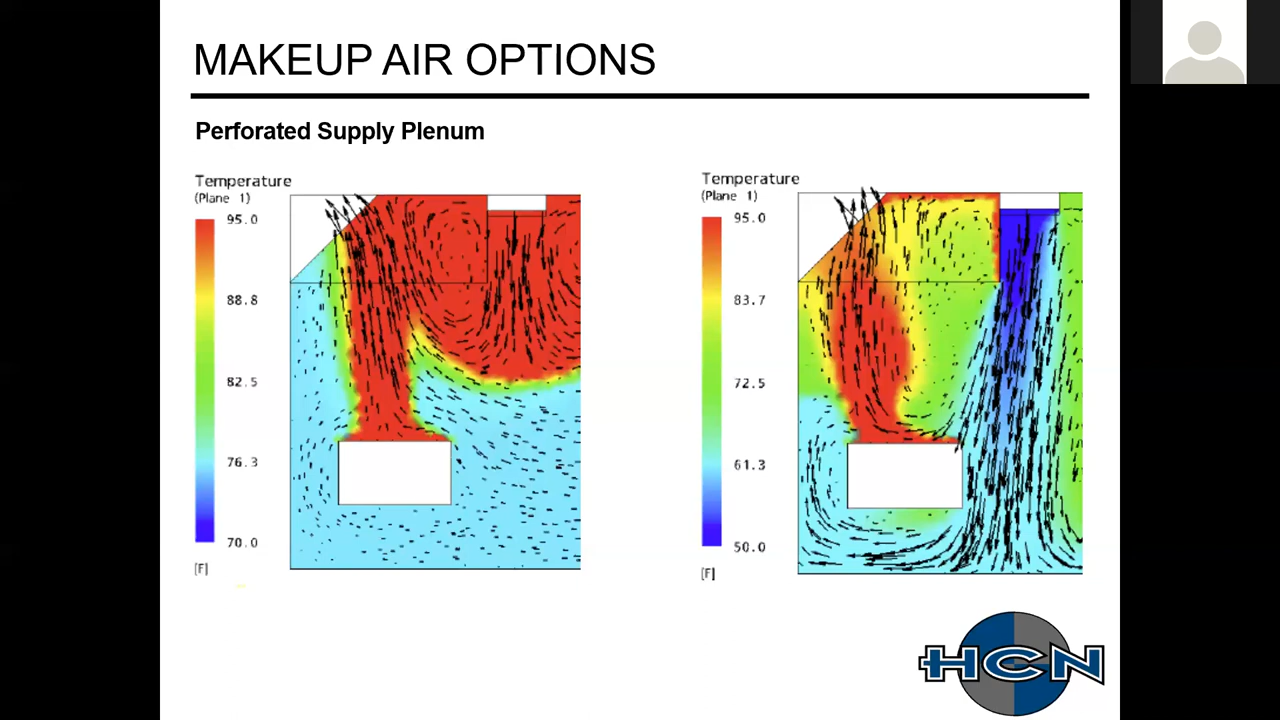 MAKEUP AIR OPTIONS
Perforated Supply Plenum
Temperature
(Plane 1)
95.0
88.8
82.5
76.3
70.0
[F]
Temperature
(Plane 1)
95.0
83.7
72.5
61.3
50.0
[F]
HCN